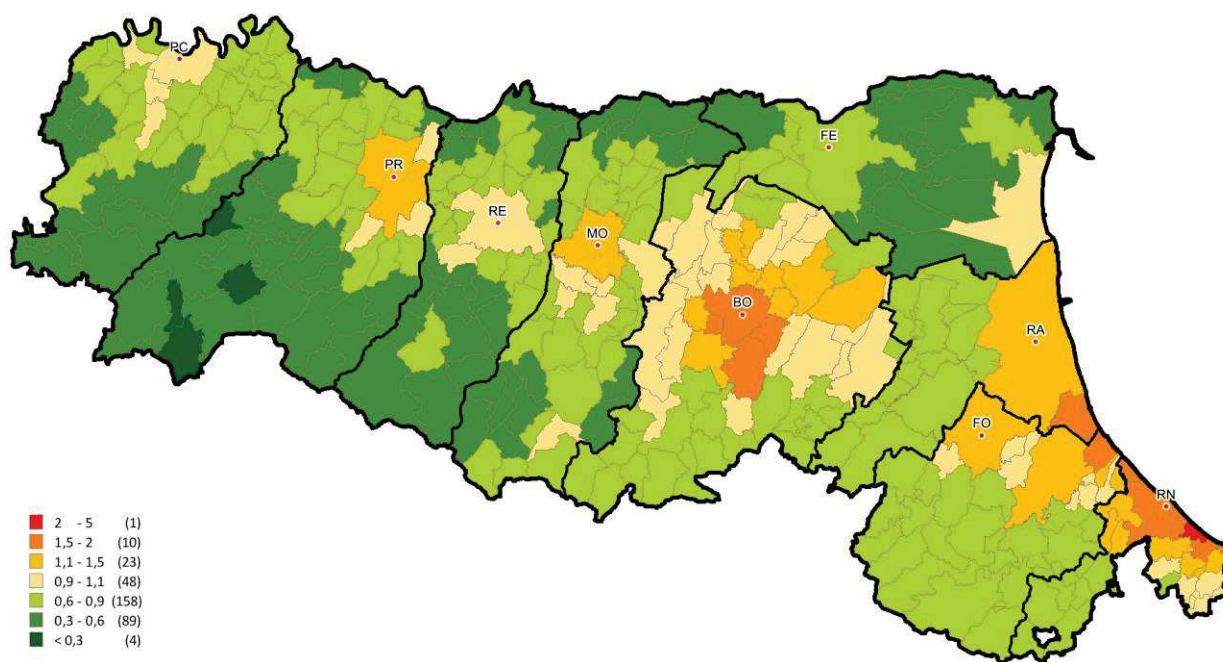 PC
FE
PR
RE
MO
BO
RA
FO
RN
2 - 5 (1)
1,5 - 2 (10)
1,1 - 1,5 (23)
0,9 - 1,1 (48)
0,6 - 0,9 (158)
0,3 - 0,6 (89)
< 0,3 (4)